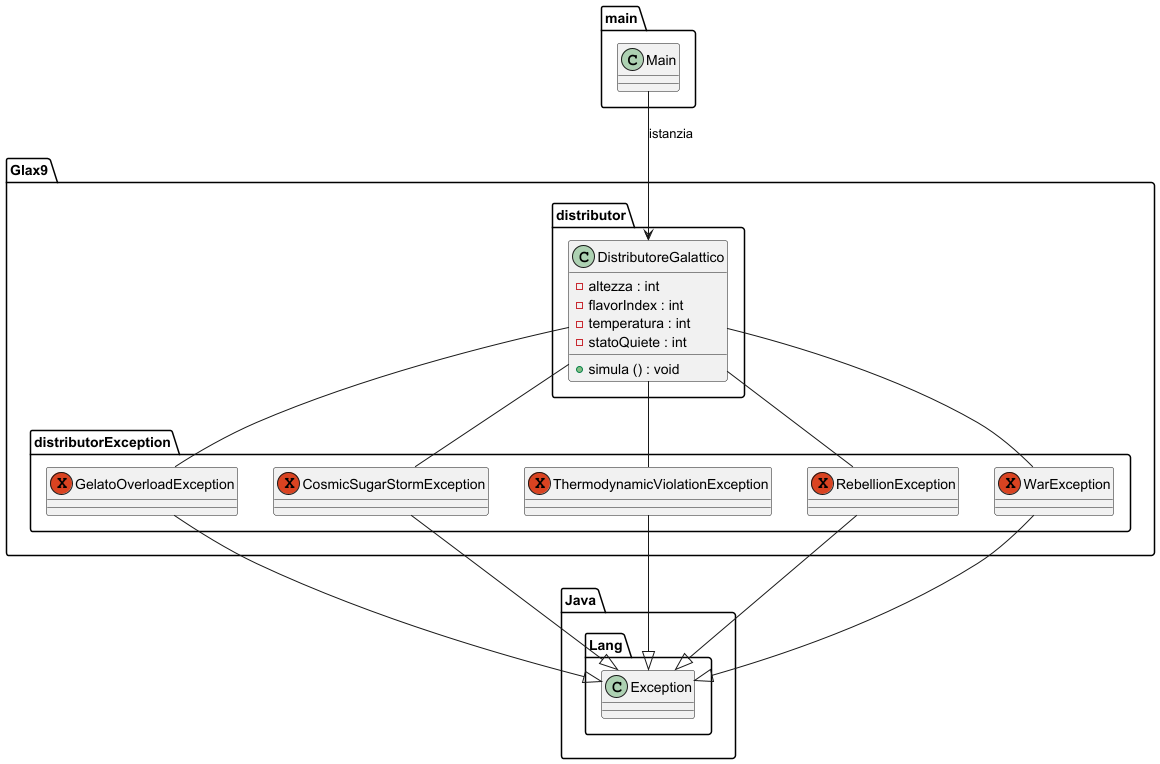 main
C Main
istanzia
Glax9
distributor
C DistributoreGalattico
altezza : int
flavorIndex : int
temperatura : int
statoQuiete : int
simula () : void
distributorException
X GelatoOverloadException
X CosmicSugarStormException
X ThermodynamicViolationException
X RebellionException
X WarException
Java
Lang
C Exception